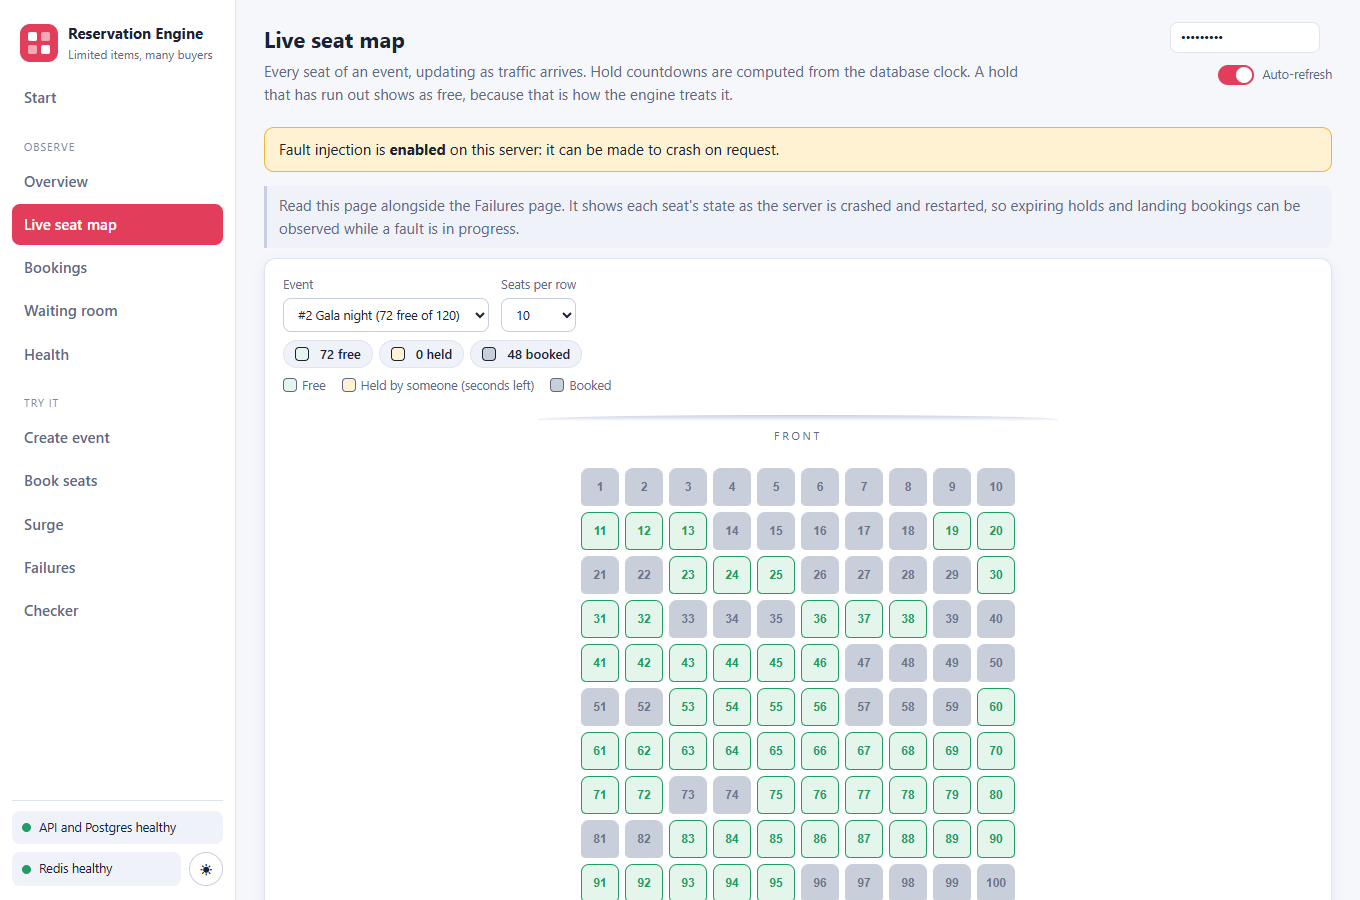 Reservation Engine
Limited items, many buyers
Start
OBSERVE
Overview
Live seat map
Bookings
Waiting room
Health
TRY IT
Create event
Book seats
Surge
Failures
Checker
API and Postgres healthy
Redis healthy
Live seat map
Every seat of an event, updating as traffic arrives. Hold countdowns are computed from the database clock. A hold
that has run out shows as free, because that is how the engine treats it.
•••••••••
Auto-refresh
Fault injection is enabled on this server: it can be made to crash on request.
Read this page alongside the Failures page. It shows each seat's state as the server is crashed and restarted, so expiring holds and landing bookings can be
observed while a fault is in progress.
Event Seats per row
#2 Gala night (72 free of 120) 10
72 free 0 held 48 booked
Free Held by someone (seconds left) Booked
FRONT
1 2 3 4 5 6 7 8 9 10
11 12 13 14 15 16 17 18 19 20
21 22 23 24 25 26 27 28 29 30
31 32 33 34 35 36 37 38 39 40
41 42 43 44 45 46 47 48 49 50
51 52 53 54 55 56 57 58 59 60
61 62 63 64 65 66 67 68 69 70
71 72 73 74 75 76 77 78 79 80
81 82 83 84 85 86 87 88 89 90
91 92 93 94 95 96 97 98 99 100